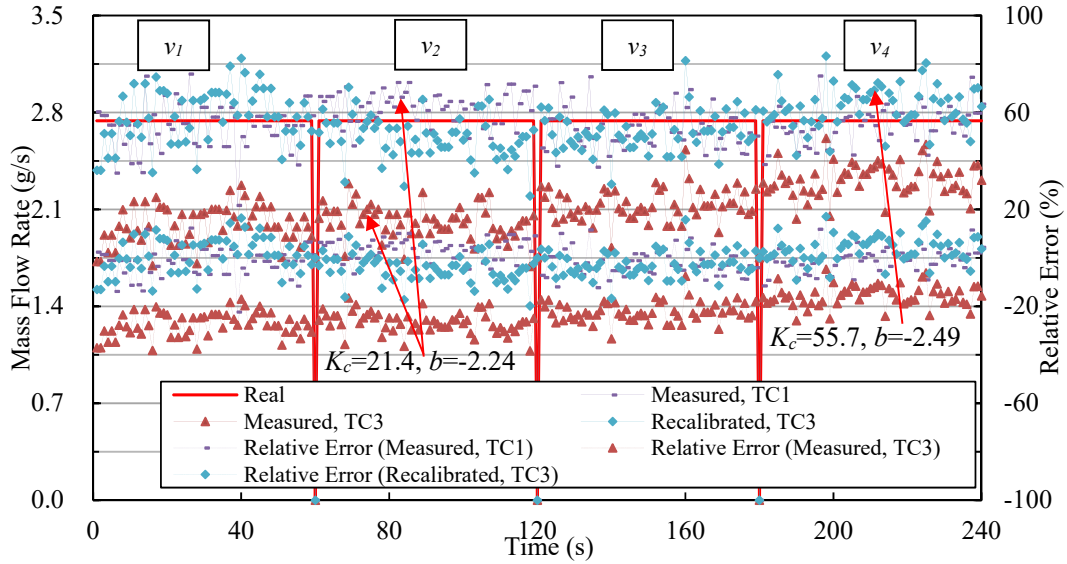 3.5
2.8
2.1
1.4
0.7
0.0
Mass Flow Rate (g/s)
v1
v2
v3
v4
100
60
20
-20
-60
-100
Relative Error (%)
Kc=21.4, b=-2.24
Kc=55.7, b=-2.49
Real
Measured, TC1
Measured, TC3
Recalibrated, TC3
Relative Error (Measured, TC1)
Relative Error (Measured, TC3)
Relative Error (Recalibrated, TC3)
0 40 80 120 160 200 240
Time (s)